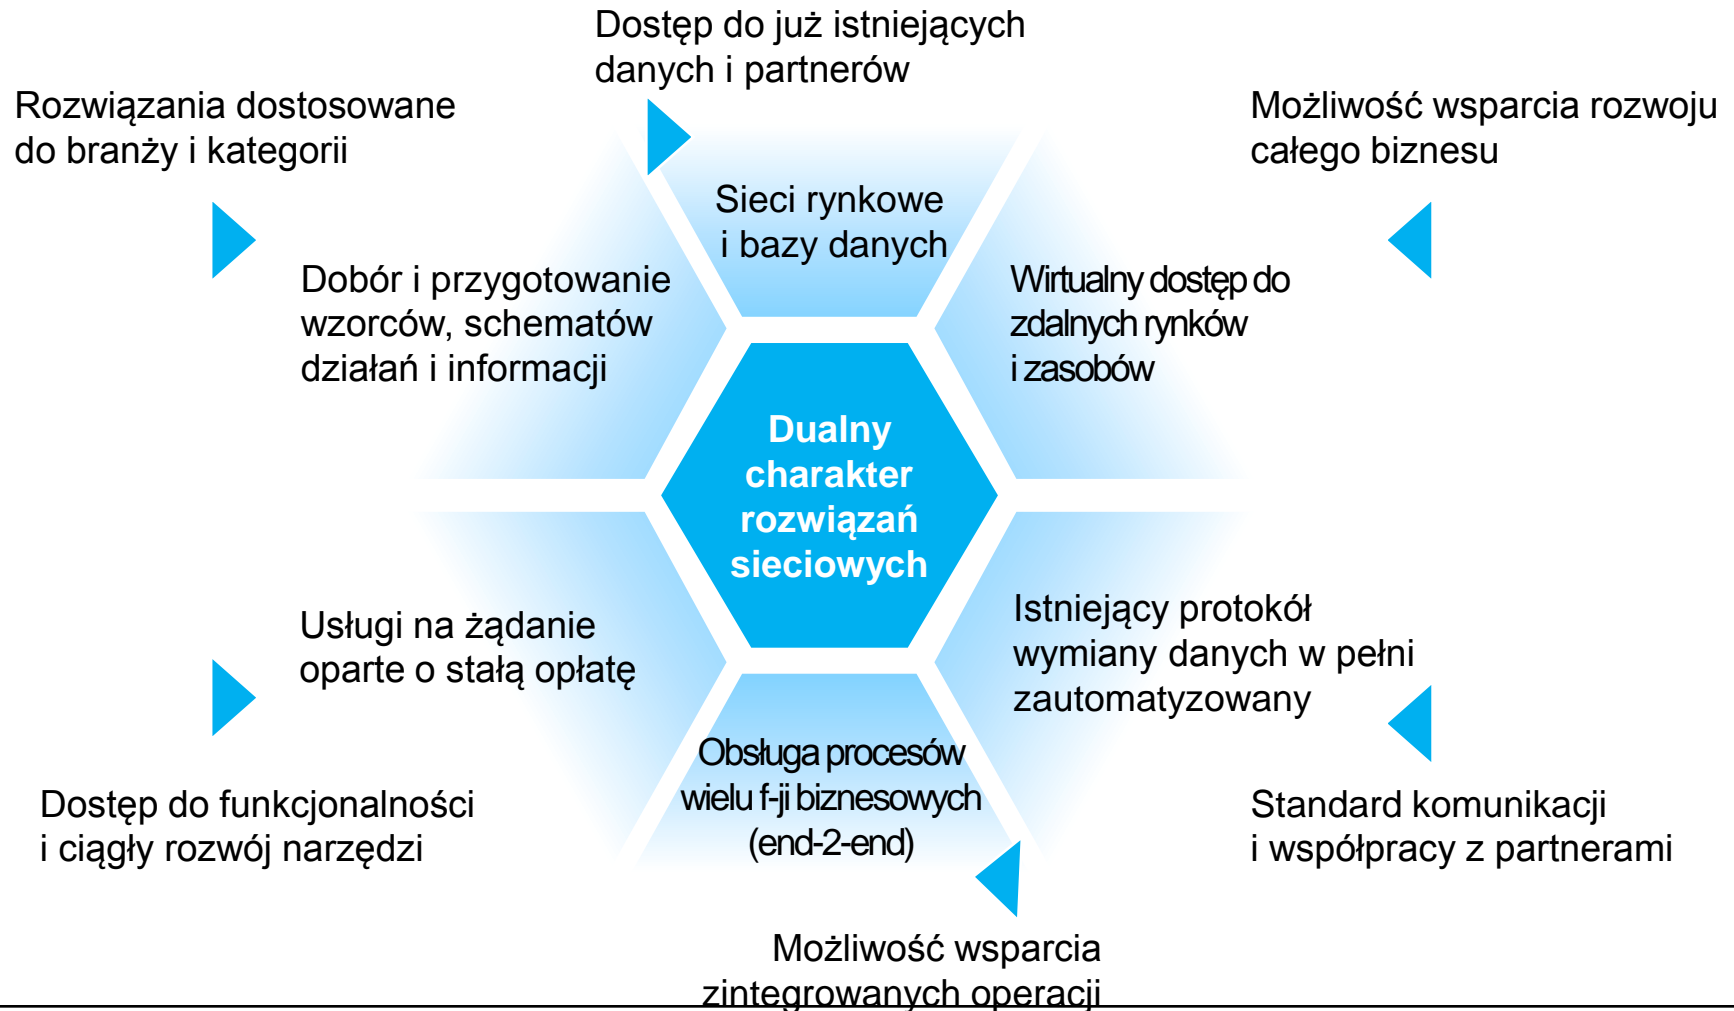 Dostęp do już istniejących
danych i partnerów
Rozwiązania dostosowane
do branży i kategorii
Możliwość wsparcia rozwoju
całego biznesu
Sieci rynkowe
i bazy danych
Dobór i przygotowanie
wzorców, schematów
działań i informacji
Wirtualny dostęp do
zdalnych rynków
i zasobów
Dualny
charakter
rozwiązań
sieciowych
Usługi na żądanie
oparte o stałą opłatę
Istniejący protokół
wymiany danych w pełni
zautomatyzowany
Obsługa procesów
wielu f-ji biznesowych
(end-2-end)
Dostęp do funkcjonalności
i ciągły rozwój narzędzi
Standard komunikacji
i współpracy z partnerami
Możliwość wsparcia
zintegrowanych operacji